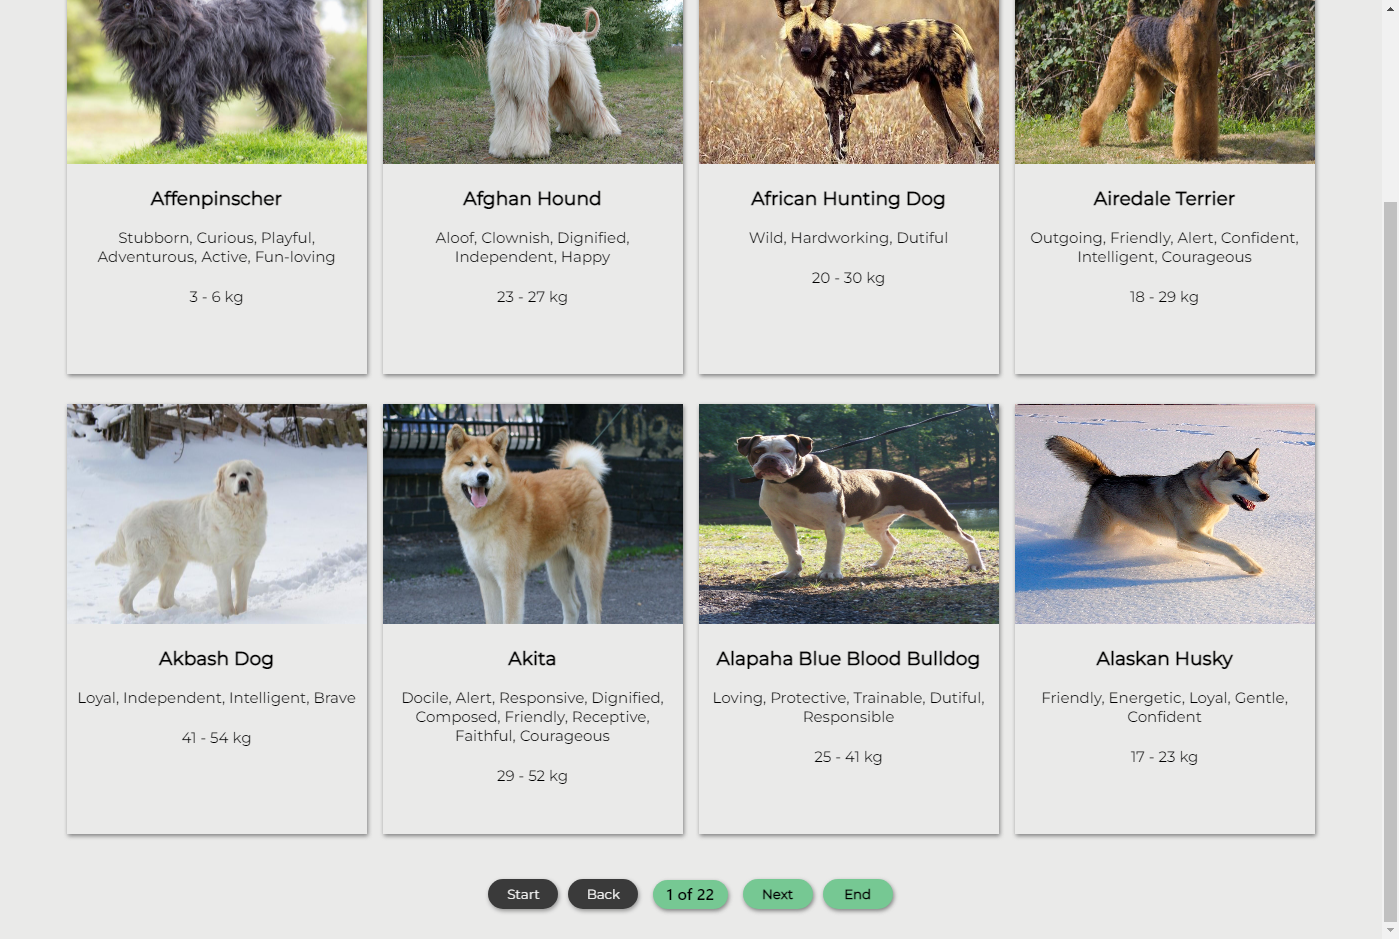 Affenpinscher
Stubborn, Curious, Playful,
Adventurous, Active, Fun-loving
3 - 6 kg
Afghan Hound
Aloof, Clownish, Dignified,
Independent, Happy
23 - 27 kg
African Hunting Dog
Wild, Hardworking, Dutiful
20 - 30 kg
Airedale Terrier
Outgoing, Friendly, Alert, Confident,
Intelligent, Courageous
18 - 29 kg
Akbash Dog
Loyal, Independent, Intelligent, Brave
41 - 54 kg
Akita
Docile, Alert, Responsive, Dignified,
Composed, Friendly, Receptive,
Faithful, Courageous
29 - 52 kg
Alapaha Blue Blood Bulldog
Loving, Protective, Trainable, Dutiful,
Responsible
25 - 41 kg
Alaskan Husky
Friendly, Energetic, Loyal, Gentle,
Confident
17 - 23 kg
Start
Back
1 of 22
Next
End